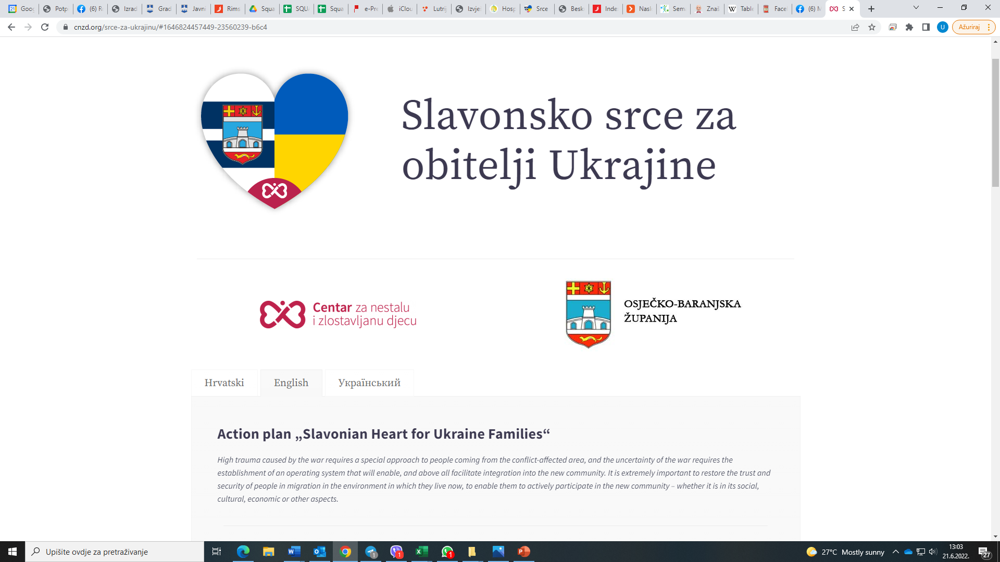 Goog
Potp
(6) R
Izrad
Grad
Javni
Rims
Squa
SQU
Squa
e-Pre
iClou
Lutrij
Izvje
Hosp
Srce
Besk
Inde
Nasl
Sem
Znaš
Table
Face
(6) M
S
cnzd.org/srce-za-ukrajinu/#1646824457449-23560239-b6c4
U
Ažuriraj
Slavonsko srce za
obitelji Ukrajine
Centar za nestalu
i zlostavljanu djecu
OSJEČKO-BARANJSKA
ŽUPANIJA
Hrvatski
English
Український
Action plan „Slavonian Heart for Ukraine Families“
High trauma caused by the war requires a special approach to people coming from the conflict-affected area, and the uncertainty of the war requires the
establishment of an operating system that will enable, and above all facilitate integration into the new community. It is extremely important to restore the trust and
security of people in migration in the environment in which they live now, to enable them to actively participate in the new community – whether it is in its social,
cultural, economic or other aspects.
Upišite ovdje za pretraživanje
1
1
1
27°C Mostly sunny
13:03
21.6.2022.
27